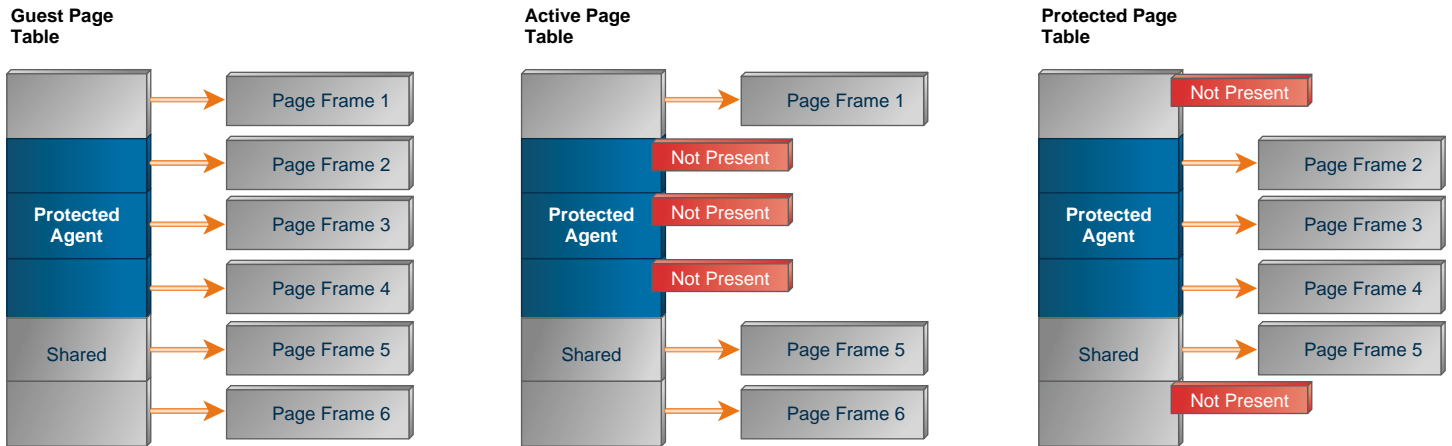 Guest Page
Table
Page Frame 1
Page Frame 2
Protected
Agent
Page Frame 3
Page Frame 4
Shared
Page Frame 5
Page Frame 6
Active Page
Table
Page Frame 1
Not Present
Protected
Agent
Not Present
Not Present
Shared
Page Frame 5
Page Frame 6
Protected Page
Table
Not Present
Page Frame 2
Protected
Agent
Page Frame 3
Page Frame 4
Shared
Page Frame 5
Not Present